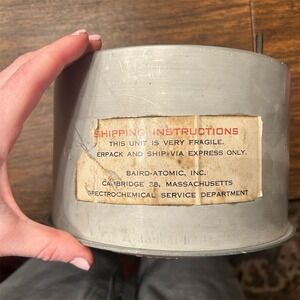 SHIPPING INSTRUCTIONS
THIS UNIT IS VERY FRAGILE.
ERPACK AND SHIP VIA EXPRESS ONLY.
BAIRD-ATOMIC, INC.
CAMBRIDGE 38, MASSACHUSETTS
SPECTROCHEMICAL SERVICE DEPARTMENT